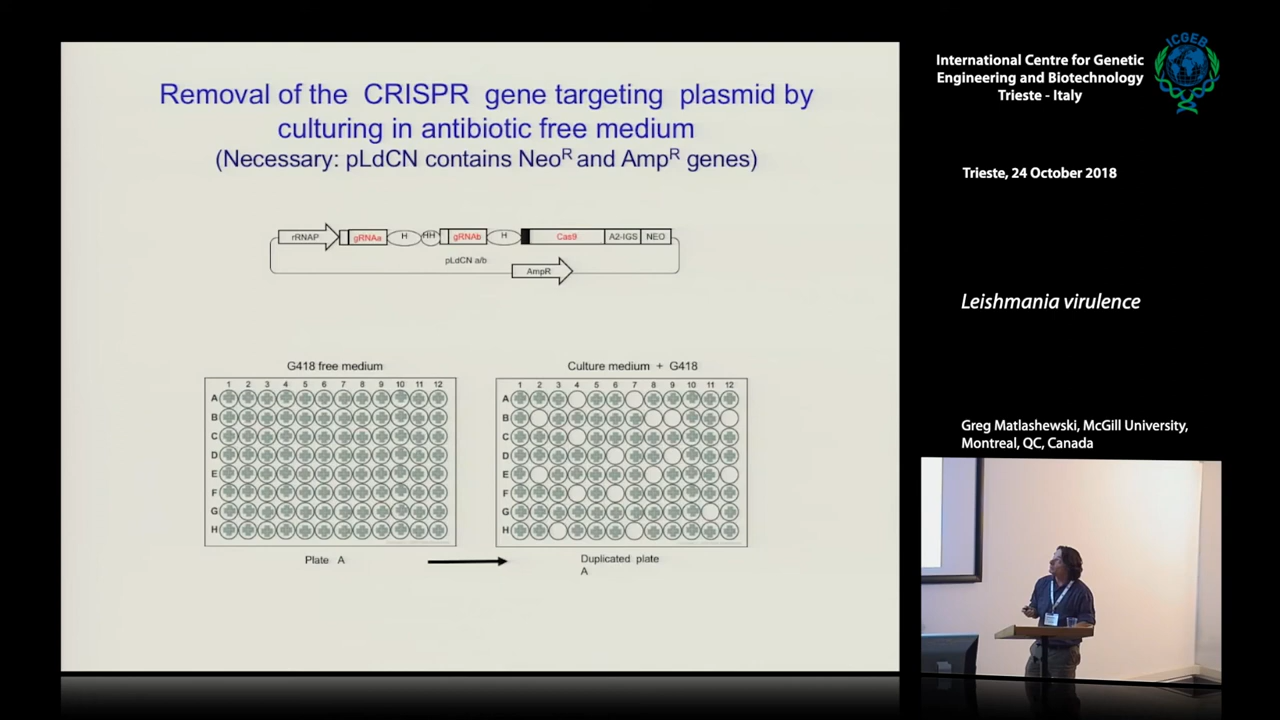 Removal of the CRISPR gene targeting plasmid by
culturing in antibiotic free medium
(Necessary: pLdCN contains NeoR and AmpR genes)
rRNAP gRNAa H HH gRNAb H Cas9 A2-IGS NEO
pLdCN a/b
AmpR
G418 free medium
1 2 3 4 5 6 7 8 9 10 11 12
A
B
C
D
E
F
G
H
Plate A
Culture medium + G418
1 2 3 4 5 6 7 8 9 10 11 12
A
B
C
D
E
F
G
H
Duplicated plate
A
ICGEB
International Centre for Genetic
Engineering and Biotechnology
Trieste - Italy
Trieste, 24 October 2018
Leishmania virulence
Greg Matlashewski, McGill University,
Montreal, QC, Canada